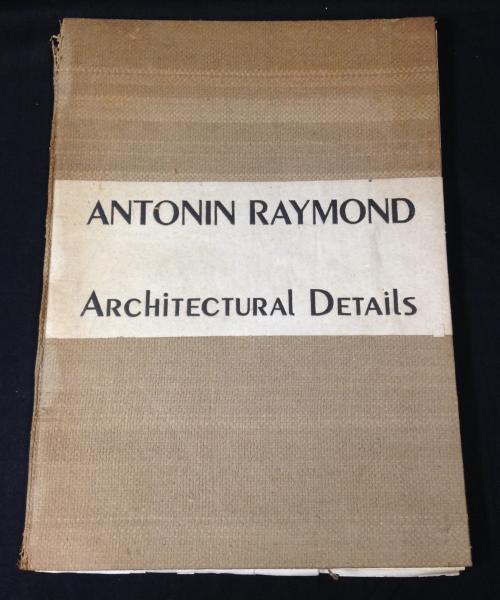 ANTONIN RAYMOND
ARCHITECTURAL DETAILS